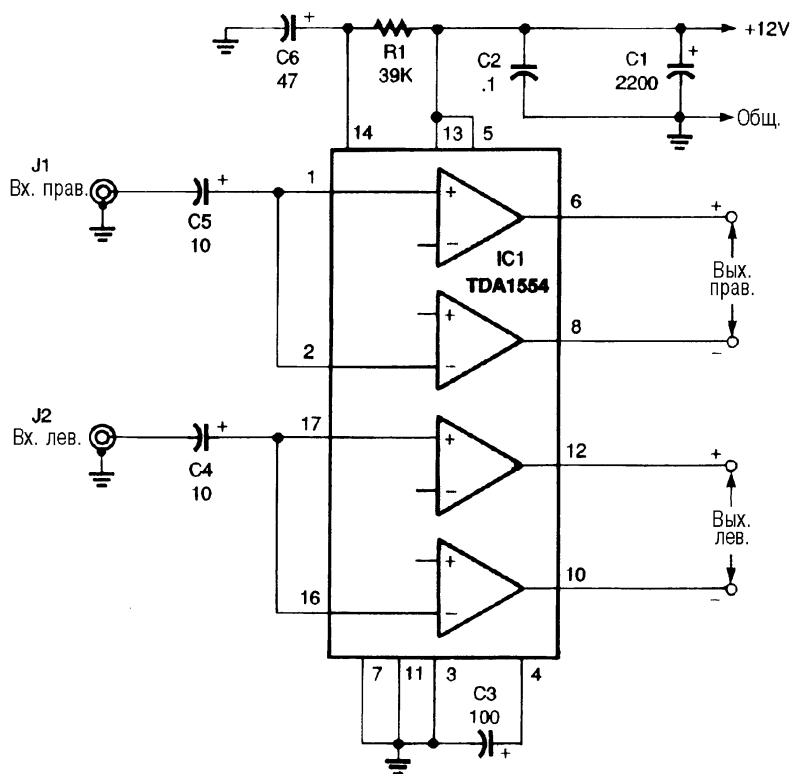 +12V
C6
47
+
R1
39K
C2
.1
C1
2200
+
Общ.
14
13
5
J1
Вх. прав.
C5
10
+
1
+
−
6
+
IC1
TDA1554
Вых.
прав.
+
−
8
−
2
J2
Вх. лев.
C4
10
+
17
+
−
12
+
Вых.
лев.
+
−
10
−
16
7
11
3
4
C3
100
+